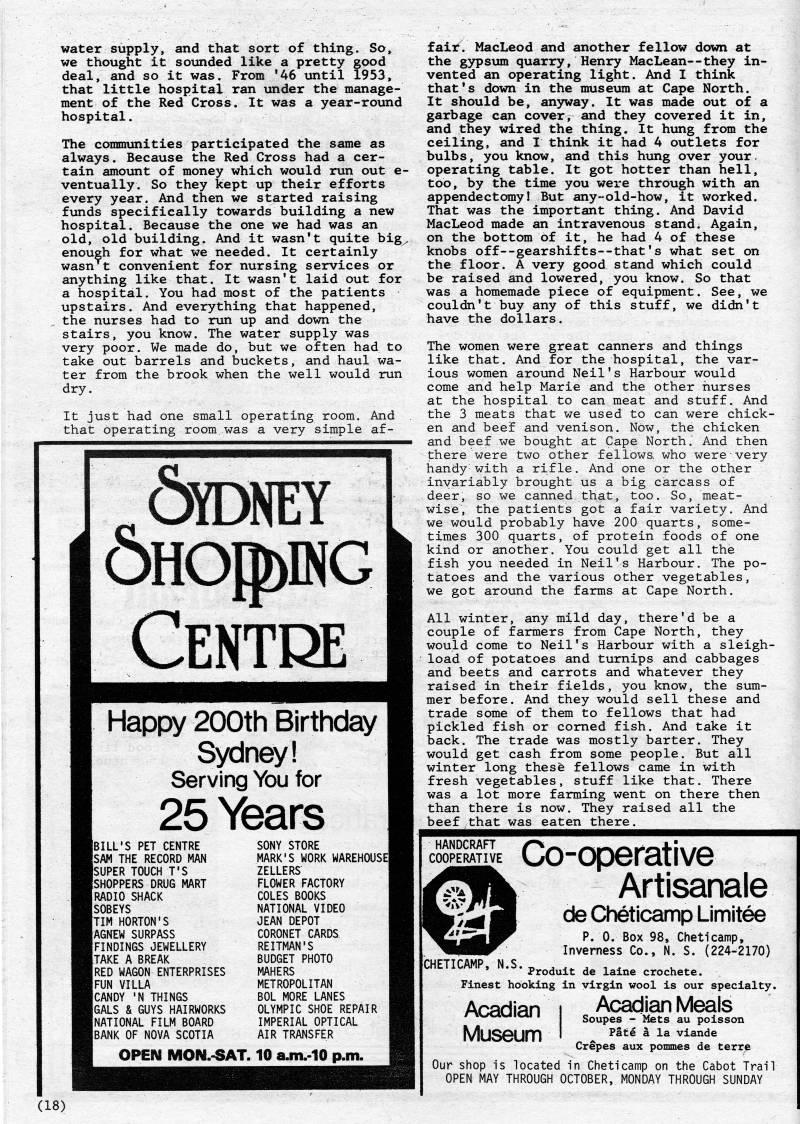 water supply, and that sort of thing. So,
we thought it sounded like a pretty good
deal, and so it was. From '46 until 1953,
that little hospital ran under the manage-
ment of the Red Cross. It was a year-round
hospital.
The communities participated the same as
always. Because the Red Cross had a cer-
tain amount of money which would run out e-
ventually. So they kept up their efforts
every year. And then we started raising
funds specifically towards building a new
hospital. Because the one we had was an
old, old building. And it wasn't quite big
enough for what we needed. It certainly
wasn't convenient for nursing services or
anything like that. It wasn't laid out for
a hospital. You had most of the patients
upstairs. And everything that happened,
the nurses had to run up and down the
stairs, you know. The water supply was
very poor. We made do, but we often had to
take out barrels and buckets, and haul wa-
ter from the brook when the well would run
dry.
It just had one small operating room. And
that operating room was a very simple af-
fair. MacLeod and another fellow down at
the gypsum quarry, Henry MacLean--they in-
vented an operating light. And I think
that's down in the museum at Cape North.
It should be, anyway. It was made out of a
garbage can cover, and they covered it in,
and they wired the thing. It hung from the
ceiling, and I think it had 4 outlets for
bulbs, you know, and this hung over your
operating table. It got hotter than hell,
too, by the time you were through with an
appendectomy! But any-old-how, it worked.
That was the important thing. And David
MacLeod made an intravenous stand. Again,
on the bottom of it, he had 4 of these
knobs off--gearshifts--that's what set on
the floor. A very good stand which could
be raised and lowered, you know. So that
was a homemade piece of equipment. See, we
couldn't buy any of this stuff, we didn't
have the dollars.
The women were great canners and things
like that. And for the hospital, the var-
ious women around Neil's Harbour would
come and help Marie and the other nurses
at the hospital to can meat and stuff. And
the 3 meats that we used to can were chick-
en and beef and venison. Now, the chicken
and beef we bought at Cape North. And then
there were two other fellows who were very
handy with a rifle. And one or the other
invariably brought us a big carcass of
deer, so we canned that, too. So, meat-
wise, the patients got a fair variety. And
we would probably have 200 quarts, some-
times 300 quarts, of protein foods of one
kind or another. You could get all the
fish you needed in Neil's Harbour. The po-
tatoes and the various other vegetables,
we got around the farms at Cape North.
All winter, any mild day, there'd be a
couple of farmers from Cape North, they
would come to Neil's Harbour with a sleigh-
load of potatoes and turnips and cabbages
and beets and carrots and whatever they
raised in their fields, you know, the sum-
mer before. And they would sell these and
trade some of them to fellows that had
pickled fish or corned fish. And take it
back. The trade was mostly barter. They
would get cash from some people. But all
winter long these fellows came in with
fresh vegetables, stuff like that. There
was a lot more farming went on there then
than there is now. They raised all the
beef that was eaten there.
SYDNEY
SHOPPING
CENTRE
Happy 200th Birthday
Sydney!
Serving You for
25 Years
BILL'S PET CENTRE
SAM THE RECORD MAN
SUPER TOUCH T'S
SHOPPERS DRUG MART
RADIO SHACK
SOBEYS
TIM HORTON'S
AGNEW SURPASS
FINDINGS JEWELLERY
TAKE A BREAK
RED WAGON ENTERPRISES
FUN VILLA
CANDY 'N THINGS
GALS & GUYS HAIRWORKS
NATIONAL FILM BOARD
BANK OF NOVA SCOTIA
SONY STORE
MARK'S WORK WAREHOUSE
ZELLERS
FLOWER FACTORY
COLES BOOKS
NATIONAL VIDEO
JEAN DEPOT
CORONET CARDS
REITMAN'S
BUDGET PHOTO
MAHERS
METROPOLITAN
BOL MORE LANES
OLYMPIC SHOE REPAIR
IMPERIAL OPTICAL
AIR TRANSFER
OPEN MON.-SAT. 10 a.m.-10 p.m.
HANDCRAFT
COOPERATIVE
CHETICAMP, N.S.
Co-operative
Artisanale
de Chéticamp Limitée
P. O. Box 98, Cheticamp,
Inverness Co., N. S. (224-2170)
Produit de laine crochete.
Finest hooking in virgin wool is our specialty.
Acadian
Museum
Acadian Meals
Soupes - Mets au poisson
Pâté à la viande
Crêpes aux pommes de terre
Our shop is located in Cheticamp on the Cabot Trail
OPEN MAY THROUGH OCTOBER, MONDAY THROUGH SUNDAY
(18)